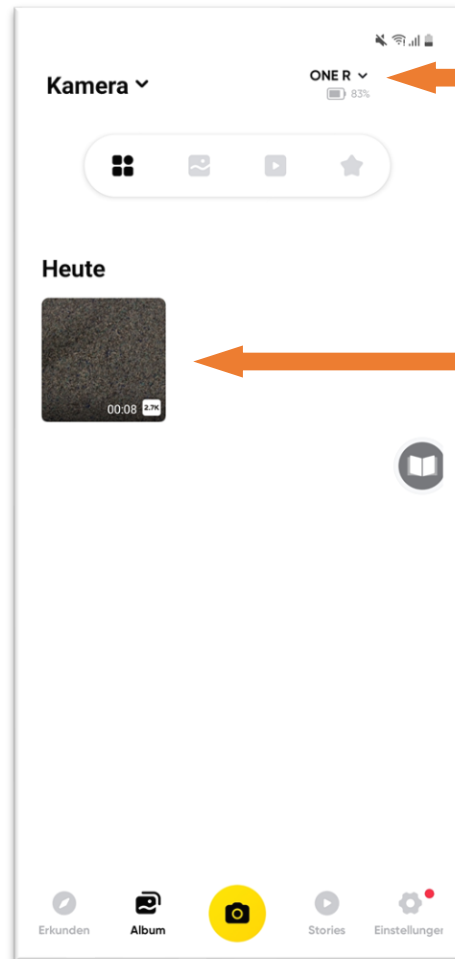 Kamera
ONE R
83%
Heute
00:08 2.7K
Erkunden
Album
Stories
Einstellunger